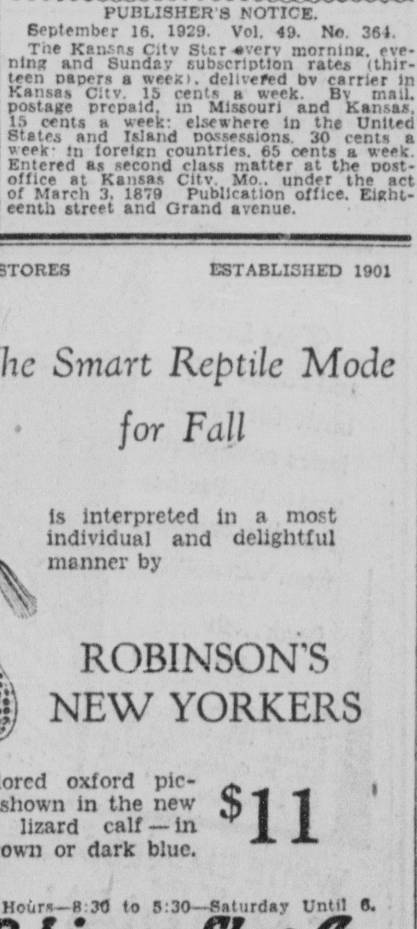 PUBLISHER'S NOTICE.
September 16, 1929. Vol. 49. No. 364.
The Kansas City Star every morning, eve-
ning and Sunday subscription rates (thir-
teen papers a week), delivered by carrier in
Kansas City, 15 cents a week. By mail,
postage prepaid, in Missouri and Kansas,
15 cents a week; elsewhere in the United
States and Island possessions, 30 cents a
week; in foreign countries, 65 cents a week.
Entered as second class matter at the post-
office at Kansas City, Mo., under the act
of March 3, 1879 Publication office, Eight-
eenth street and Grand avenue.
STORES ESTABLISHED 1901
he Smart Reptile Mode
for Fall
is interpreted in a most
individual and delightful
manner by
ROBINSON'S
NEW YORKERS
lored oxford pic-
shown in the new
lizard calf—in
own or dark blue.
$11
Hours—8:30 to 5:30—Saturday Until 6.